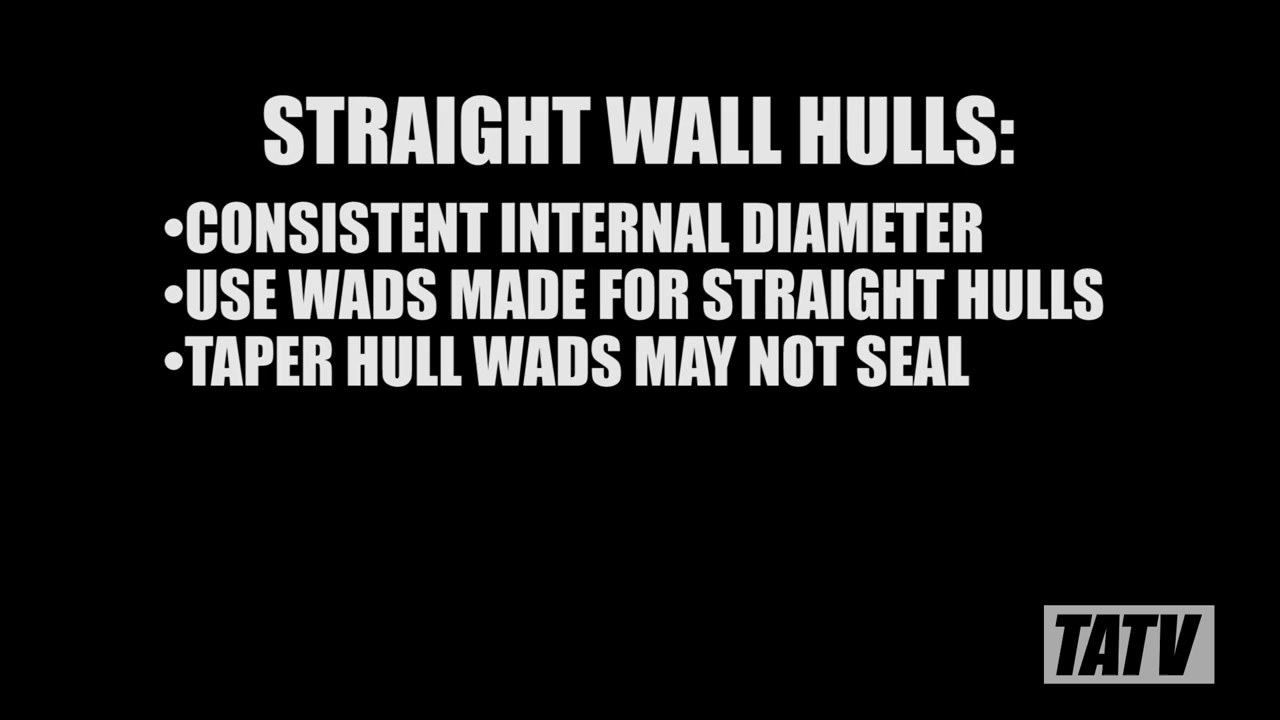 STRAIGHT WALL HULLS:
•CONSISTENT INTERNAL DIAMETER
•USE WADS MADE FOR STRAIGHT HULLS
•TAPER HULL WADS MAY NOT SEAL
TATV